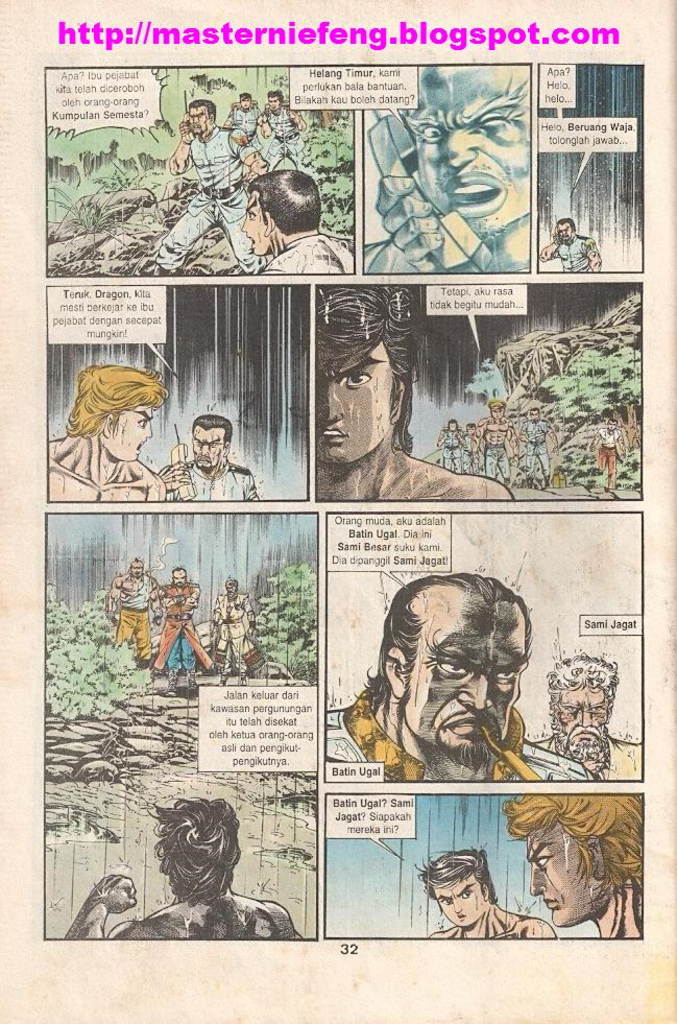 http://masterniefeng.blogspot.com
Apa? Ibu pejabat
kita telah diceroboh
oleh orang-orang
Kumpulan Semesta?
Helang Timur, kami
perlukan bala bantuan.
Bilakah kau boleh datang?
Apa?
Helo,
helo...
Helo, Beruang Waja,
tolonglah jawab...
Teruk. Dragon, kita
mesti berkejar ke ibu
pejabat dengan secepat
mungkin!
Tetapi, aku rasa
tidak begitu mudah...
Jalan keluar dari
kawasan pergunungan
itu telah disekat
oleh ketua orang-orang
asli dan pengikut-
pengikutnya.
Orang muda, aku adalah
Batin Ugal. Dia ini
Sami Besar suku kami.
Dia dipanggil Sami Jagat!
Sami Jagat
Batin Ugal
Batin Ugal? Sami
Jagat? Siapakah
mereka ini?
32